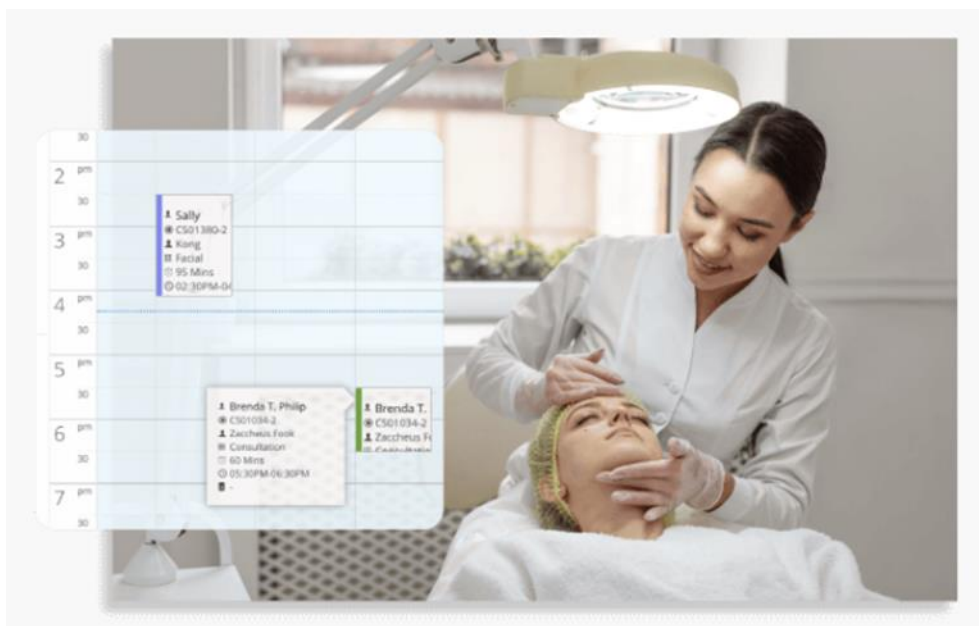 30
2 pm
30
3 pm
30
4 pm
30
5 pm
30
6 pm
30
7 pm
30
Sally
CS01380-2
Kong
Facial
95 Mins
02:30PM-04
Brenda T. Philip
CS01034-2
Zaccheus Fook
Consultation
60 Mins
05:30PM-06:30PM
-
Brenda T.
CS01034-2
Zaccheus F
Consultatio